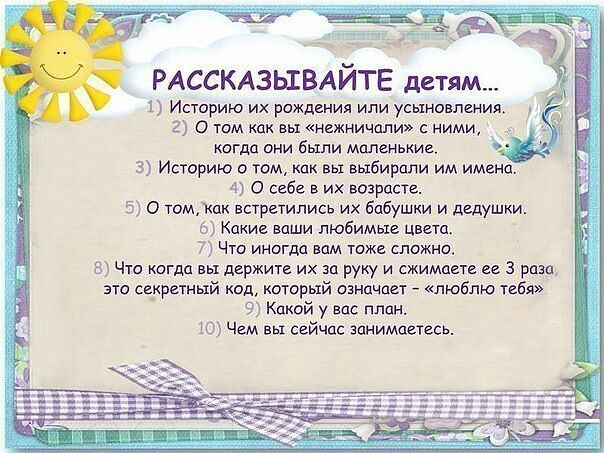 РАССКАЗЫВАЙТЕ детям...
1) Историю их рождения или усыновления.
2) О том как вы «нежничали» с ними,
когда они были маленькие.
3) Историю о том, как вы выбирали им имена.
4) О себе в их возрасте.
5) О том, как встретились их бабушки и дедушки.
6) Какие ваши любимые цвета.
7) Что иногда вам тоже сложно.
8) Что когда вы держите их за руку и сжимаете ее 3 раза,
это секретный код, который означает – «люблю тебя»
9) Какой у вас план.
10) Чем вы сейчас занимаетесь.